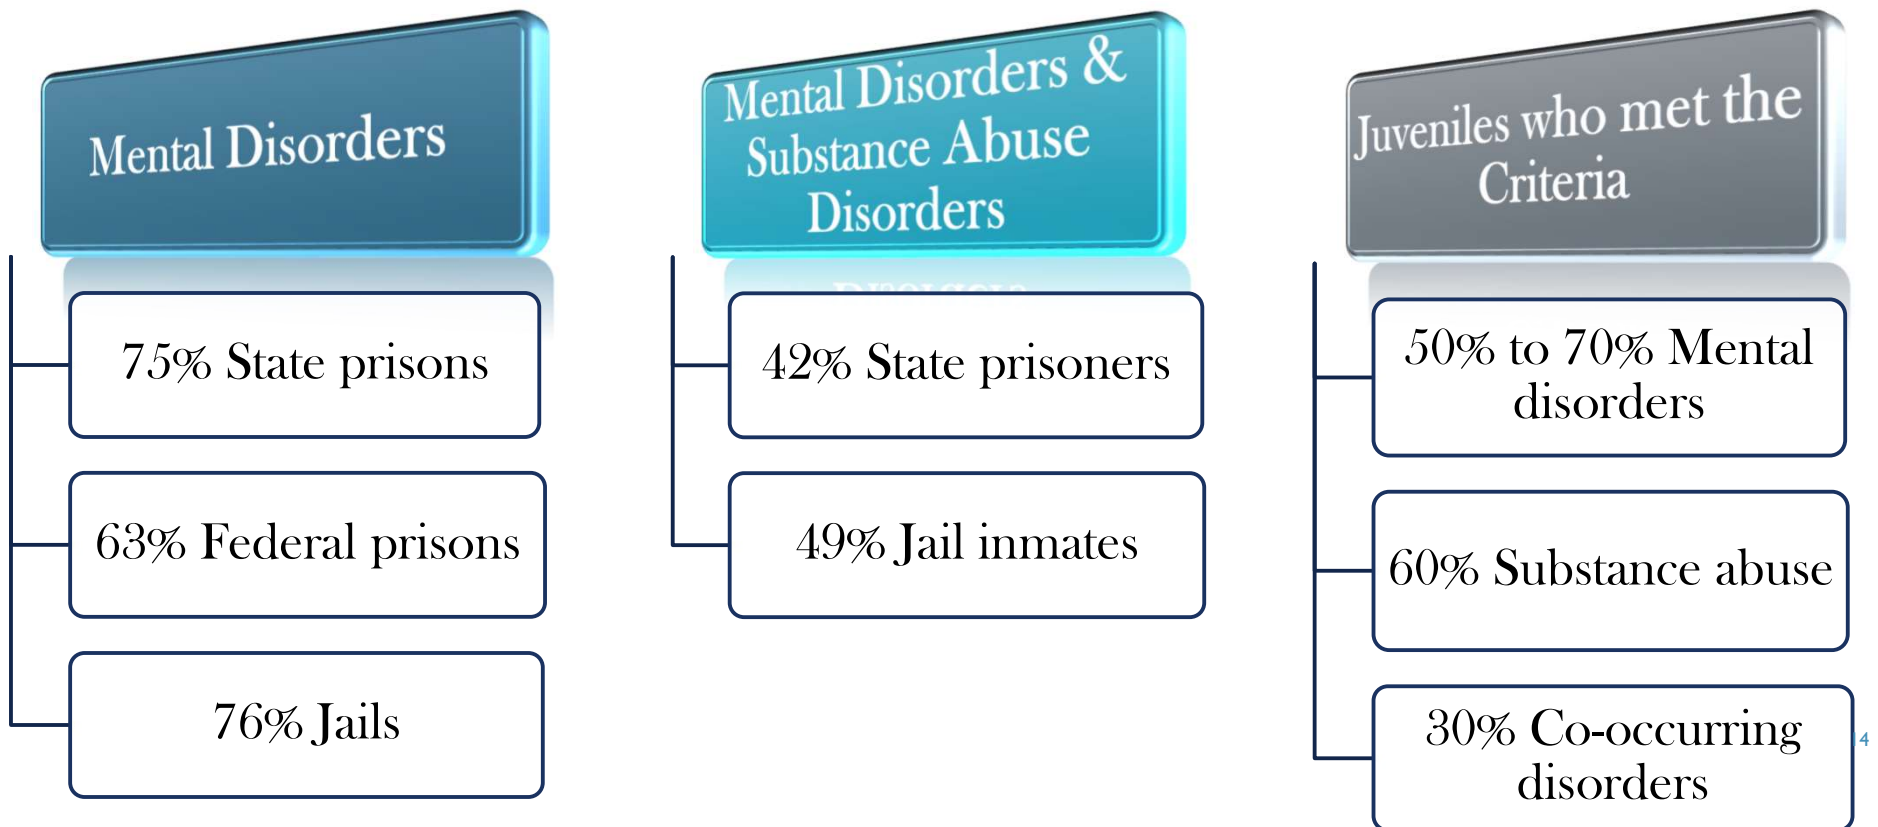 Mental Disorders
75% State prisons
63% Federal prisons
76% Jails
Mental Disorders &
Substance Abuse
Disorders
42% State prisoners
49% Jail inmates
Juveniles who met the
Criteria
50% to 70% Mental
disorders
60% Substance abuse
30% Co-occurring
disorders
14